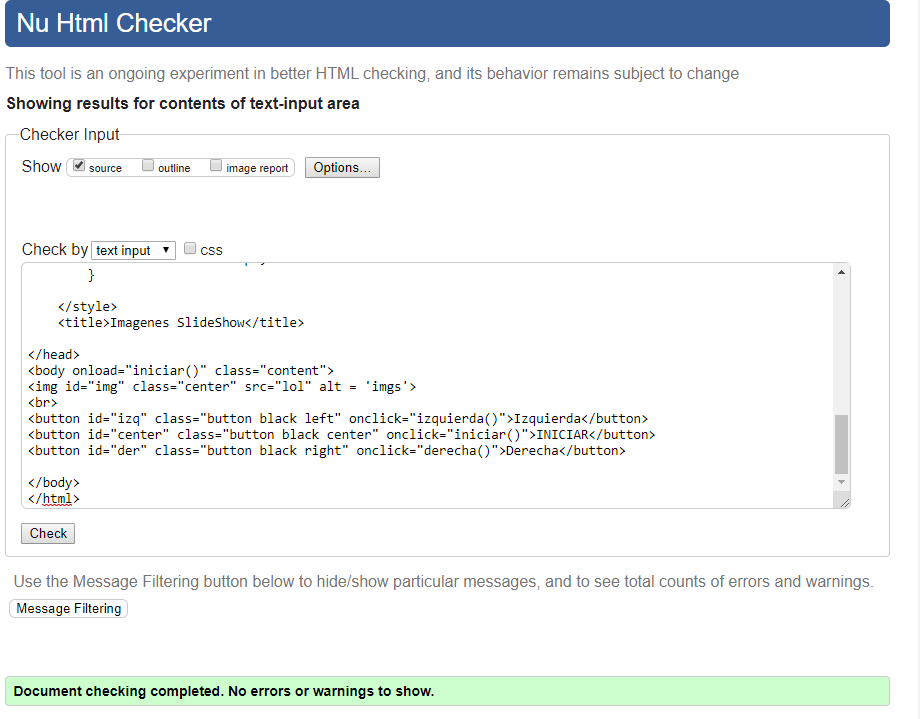 Nu Html Checker
This tool is an ongoing experiment in better HTML checking, and its behavior remains subject to change
Showing results for contents of text-input area
Checker Input
Show source outline image report Options...
Check by text input css
}
</style>
<title>Imagenes SlideShow</title>
</head>
<body onload="iniciar()" class="content">
<img id="img" class="center" src="lol" alt = 'imgs'>
<br>
<button id="izq" class="button black left" onclick="izquierda()">Izquierda</button>
<button id="center" class="button black center" onclick="iniciar()">INICIAR</button>
<button id="der" class="button black right" onclick="derecha()">Derecha</button>
</body>
</html>
Check
Use the Message Filtering button below to hide/show particular messages, and to see total counts of errors and warnings.
Message Filtering
Document checking completed. No errors or warnings to show.